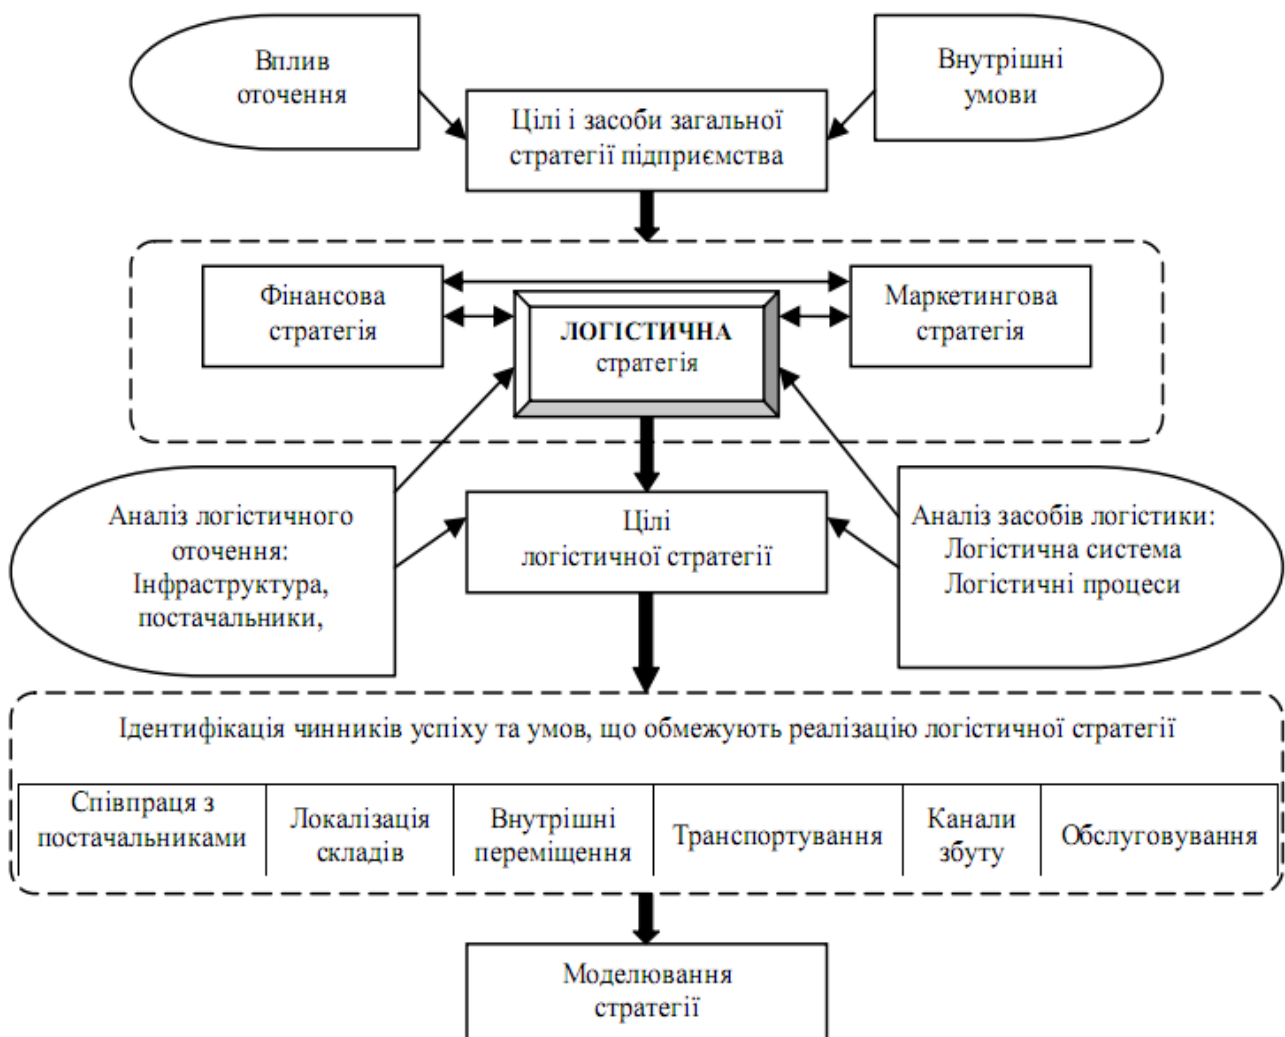 Вплив
оточення
Внутрішні
умови
Цілі і засоби загальної
стратегії підприємства
Фінансова
стратегія
ЛОГІСТИЧНА
стратегія
Маркетингова
стратегія
Аналіз логістичного
оточення:
Інфраструктура,
постачальники,
Цілі
логістичної стратегії
Аналіз засобів логістики:
Логістична система
Логістичні процеси
Ідентифікація чинників успіху та умов, що обмежують реалізацію логістичної стратегії
Співпраця з
постачальниками
Локалізація
складів
Внутрішні
переміщення
Транспортування
Канали
збуту
Обслуговування
Моделювання
стратегії